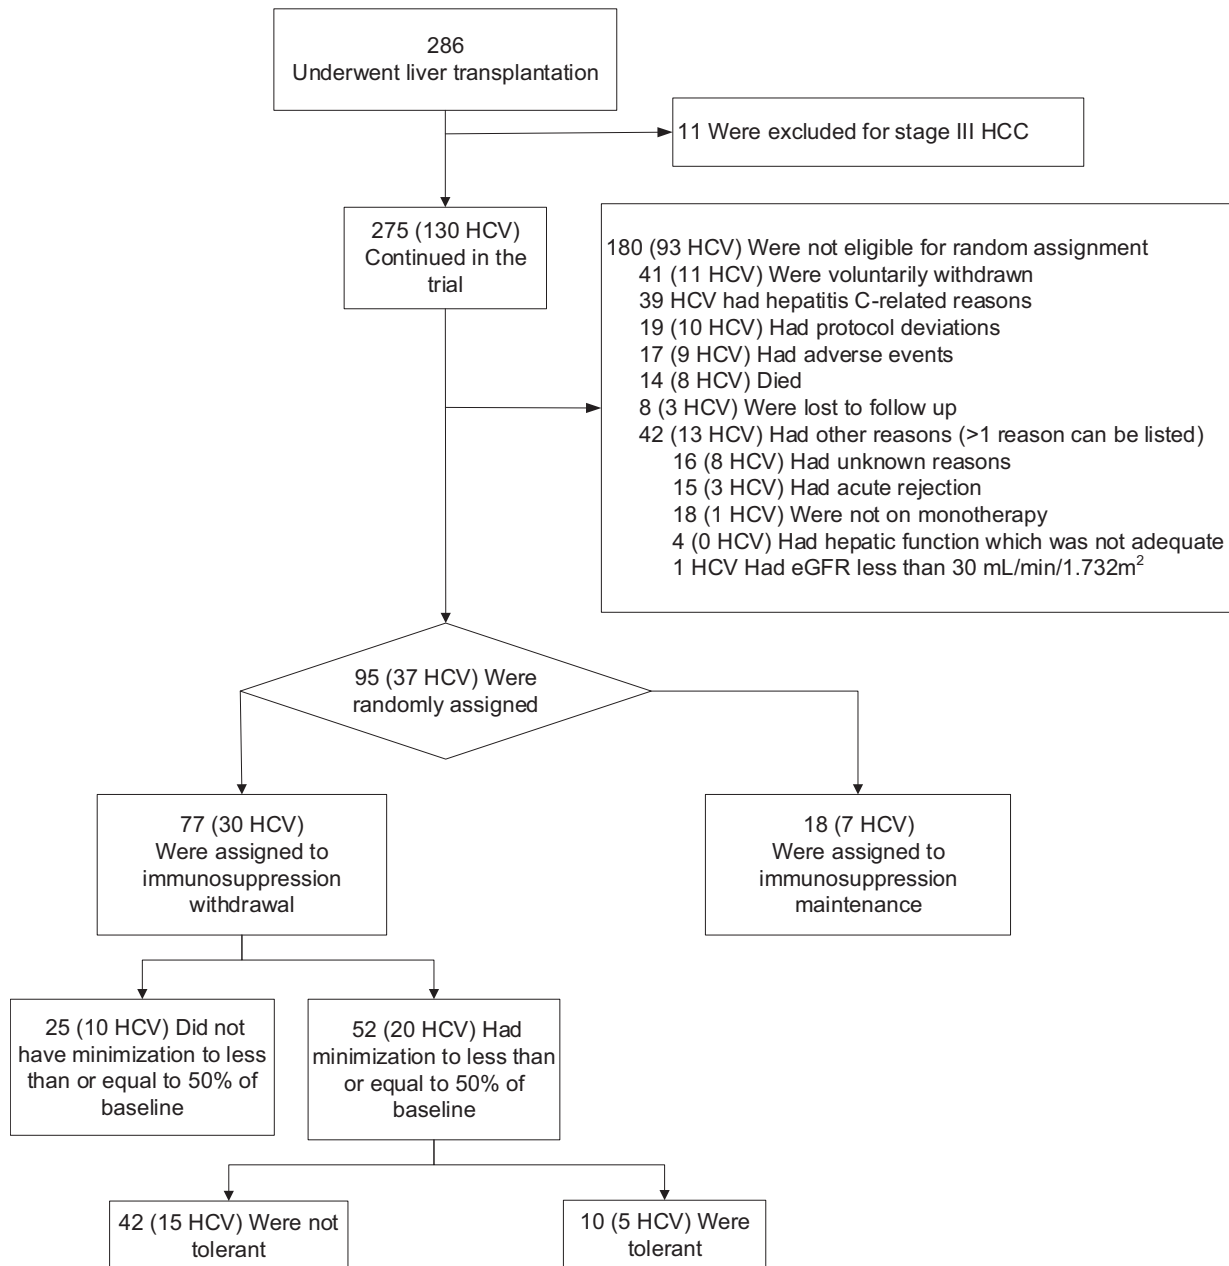 286
Underwent liver transplantation
11 Were excluded for stage III HCC
275 (130 HCV)
Continued in the
trial
180 (93 HCV) Were not eligible for random assignment
41 (11 HCV) Were voluntarily withdrawn
39 HCV had hepatitis C-related reasons
19 (10 HCV) Had protocol deviations
17 (9 HCV) Had adverse events
14 (8 HCV) Died
8 (3 HCV) Were lost to follow up
42 (13 HCV) Had other reasons (>1 reason can be listed)
16 (8 HCV) Had unknown reasons
15 (3 HCV) Had acute rejection
18 (1 HCV) Were not on monotherapy
4 (0 HCV) Had hepatic function which was not adequate
1 HCV Had eGFR less than 30 mL/min/1.732m²
95 (37 HCV) Were
randomly assigned
77 (30 HCV)
Were assigned to
immunosuppression
withdrawal
18 (7 HCV)
Were assigned to
immunosuppression
maintenance
25 (10 HCV) Did not
have minimization to less
than or equal to 50% of
baseline
52 (20 HCV) Had
minimization to less than
or equal to 50% of
baseline
42 (15 HCV) Were not
tolerant
10 (5 HCV) Were
tolerant